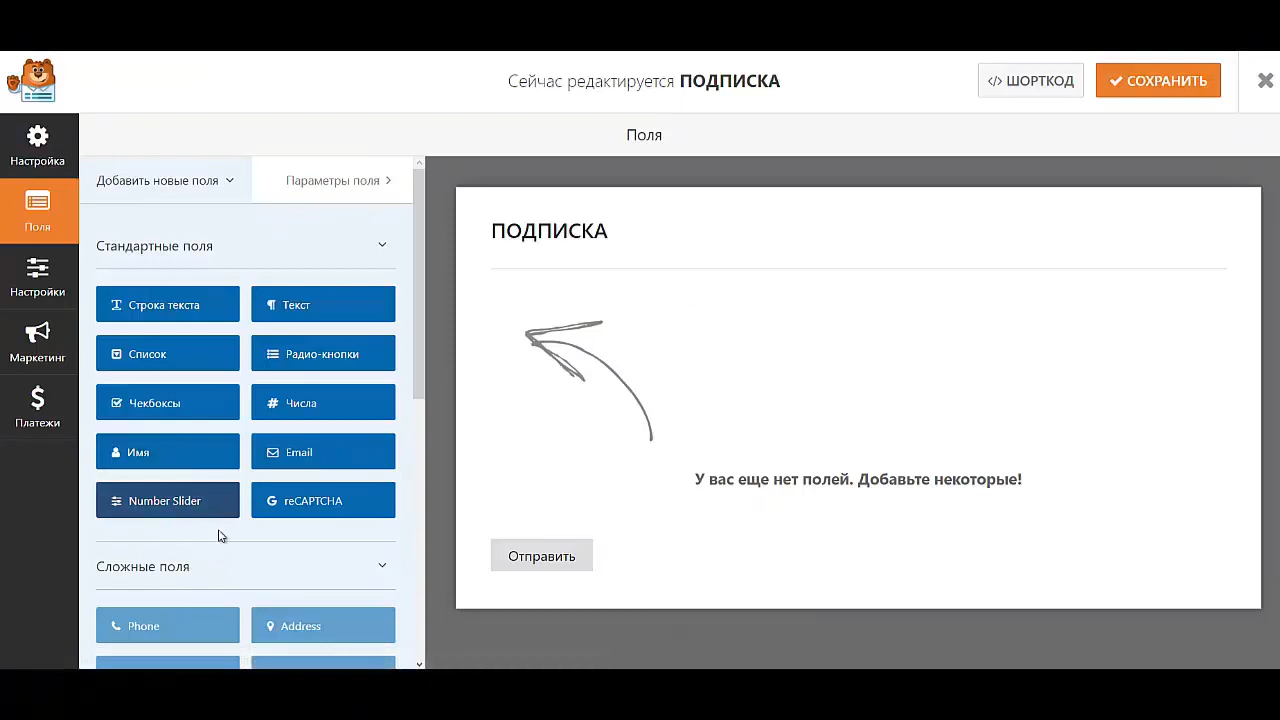 Сейчас редактируется ПОДПИСКА
</> ШОРТКОД
СОХРАНИТЬ
Настройка
Поля
Настройки
Маркетинг
Платежи
Поля
Добавить новые поля
Параметры поля
Стандартные поля
Строка текста
Текст
Список
Радио-кнопки
Чекбоксы
Числа
Имя
Email
Number Slider
reCAPTCHA
Сложные поля
Phone
Address
ПОДПИСКА
У вас еще нет полей. Добавьте некоторые!
Отправить